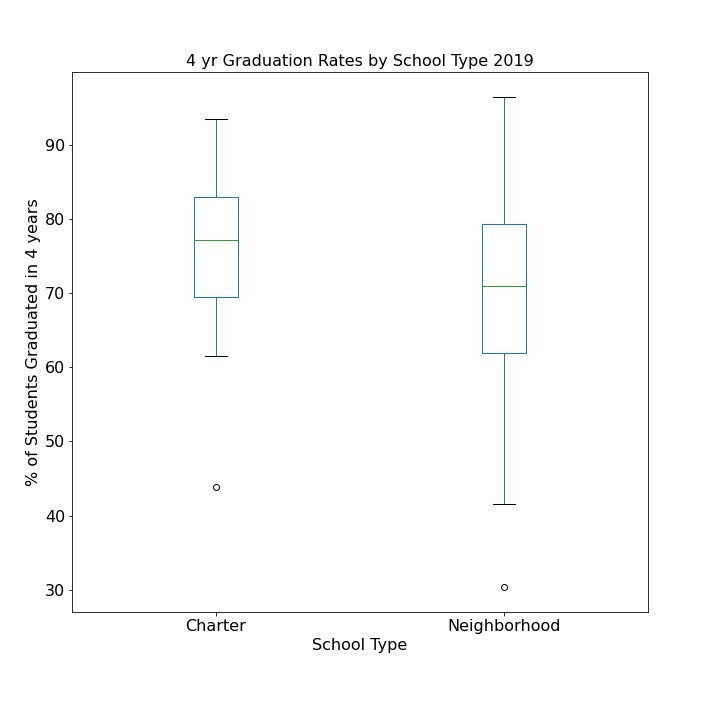 4 yr Graduation Rates by School Type 2019
% of Students Graduated in 4 years
90
80
70
60
50
40
30
Charter Neighborhood
School Type